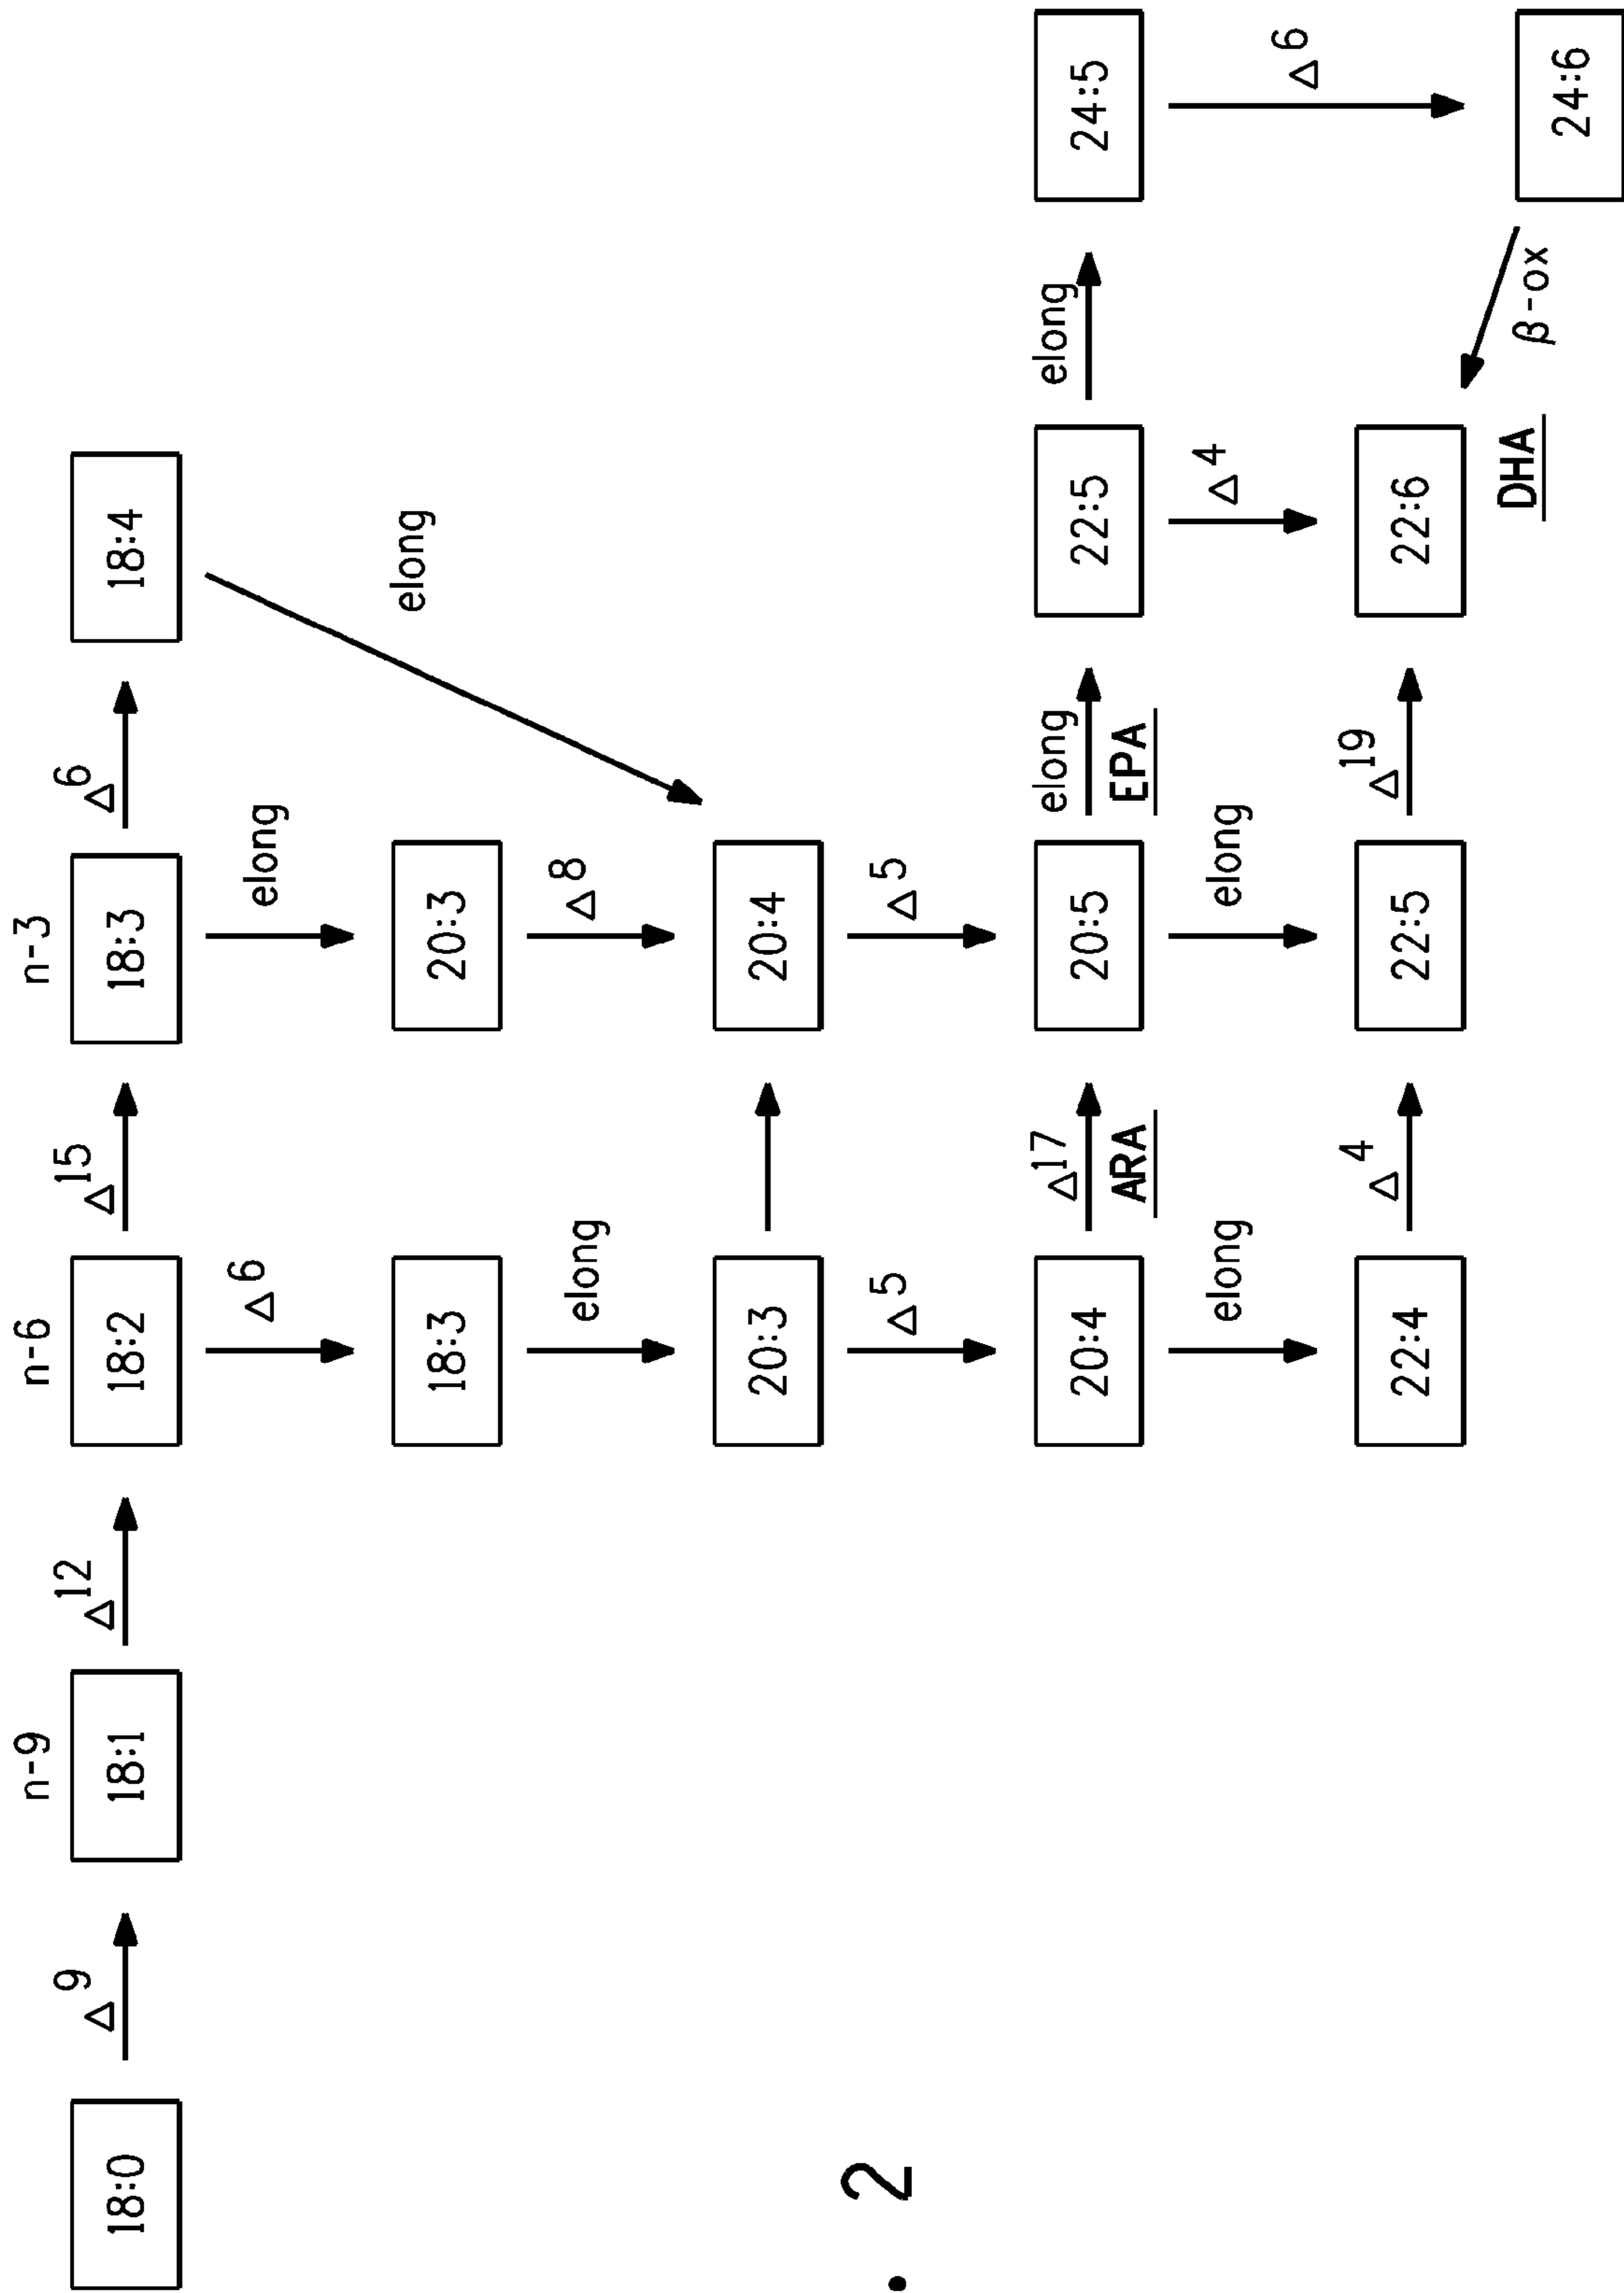 n-9 n-6 n-3
Δ9 Δ12 Δ15 Δ6
18:0 18:1 18:2 18:3 18:4
Δ6 elong
elong
18:3 20:3
elong Δ8
20:3 20:4
. 2
Δ5 Δ5
Δ17 elong elong
20:4 20:5 22:5 24:5
ARA EPA
elong elong Δ4
Δ6
Δ4 Δ19
22:4 22:5 22:6
DHA β-ox
24:6